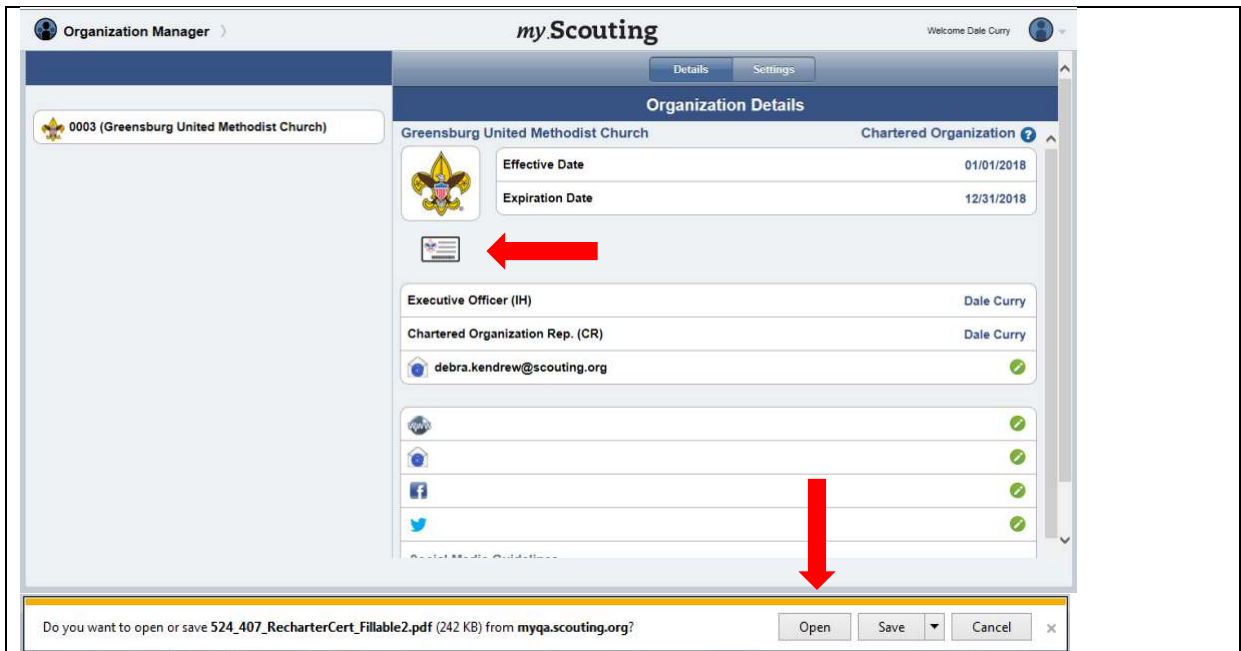 Organization Manager
my.Scouting
Welcome Dale Curry
Details Settings
Organization Details
0003 (Greensburg United Methodist Church)
Greensburg United Methodist Church Chartered Organization ?
Effective Date 01/01/2018
Expiration Date 12/31/2018
Executive Officer (IH) Dale Curry
Chartered Organization Rep. (CR) Dale Curry
debra.kendrew@scouting.org
Social Media Guidelines
Do you want to open or save 524_407_RecharterCert_Fillable2.pdf (242 KB) from myqa.scouting.org? Open Save Cancel